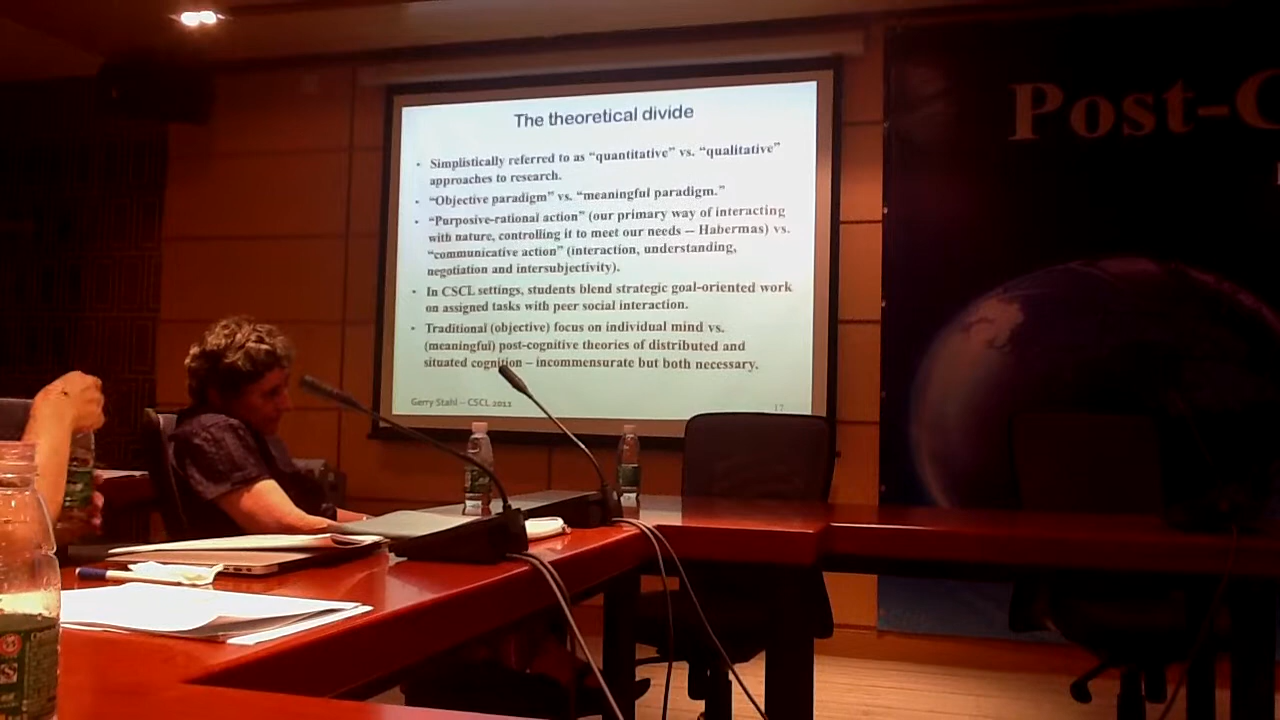 The theoretical divide
• Simplistically referred to as “quantitative” vs. “qualitative”
approaches to research.
• “Objective paradigm” vs. “meaningful paradigm.”
• “Purposive-rational action” (our primary way of interacting
with nature, controlling it to meet our needs – Habermas) vs.
“communicative action” (interaction, understanding,
negotiation and intersubjectivity).
• In CSCL settings, students blend strategic goal-oriented work
on assigned tasks with peer social interaction.
• Traditional (objective) focus on individual mind vs.
(meaningful) post-cognitive theories of distributed and
situated cognition – incommensurate but both necessary.
Gerry Stahl – CSCL 2011
17
Post-